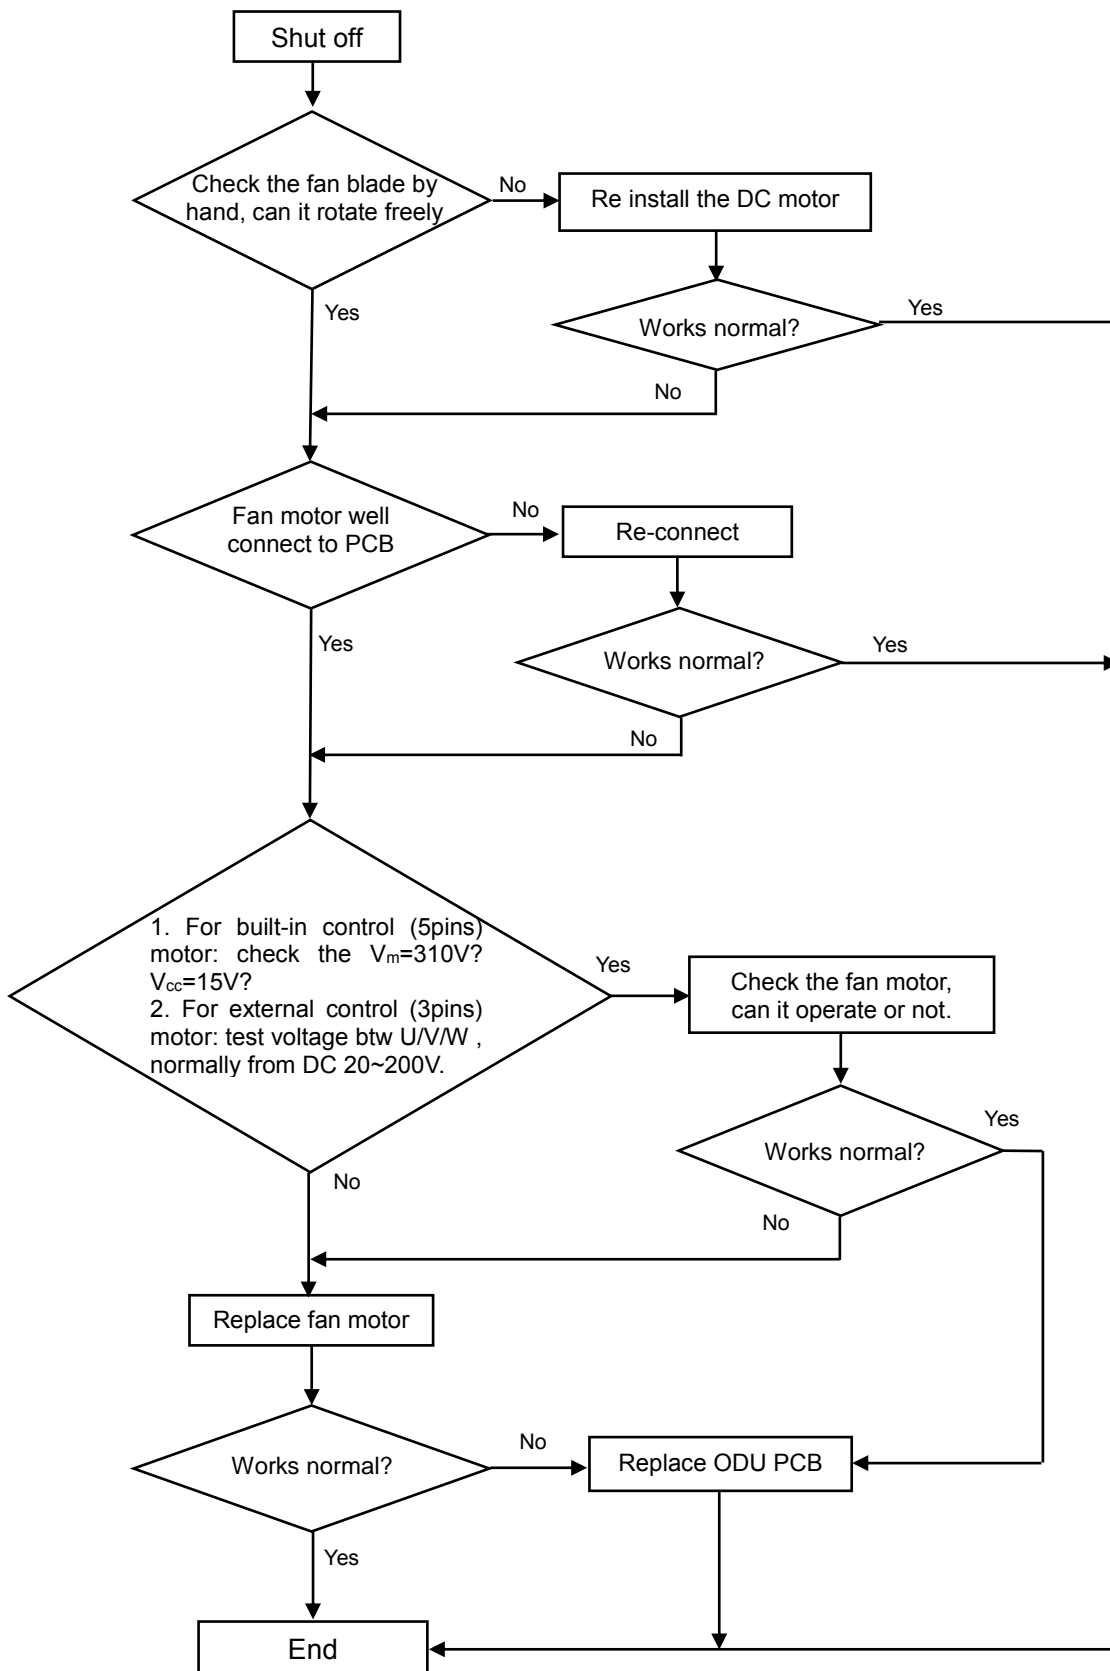 Shut off
Check the fan blade by
hand, can it rotate freely
No
Re install the DC motor
Yes
Works normal?
Yes
No
Fan motor well
connect to PCB
No
Re-connect
Yes
Works normal?
Yes
No
1. For built-in control (5pins)
motor: check the Vm=310V?
Vcc=15V?
2. For external control (3pins)
motor: test voltage btw U/V/W ,
normally from DC 20~200V.
Yes
Check the fan motor,
can it operate or not.
Works normal?
Yes
No
No
Replace fan motor
Works normal?
No
Replace ODU PCB
Yes
End